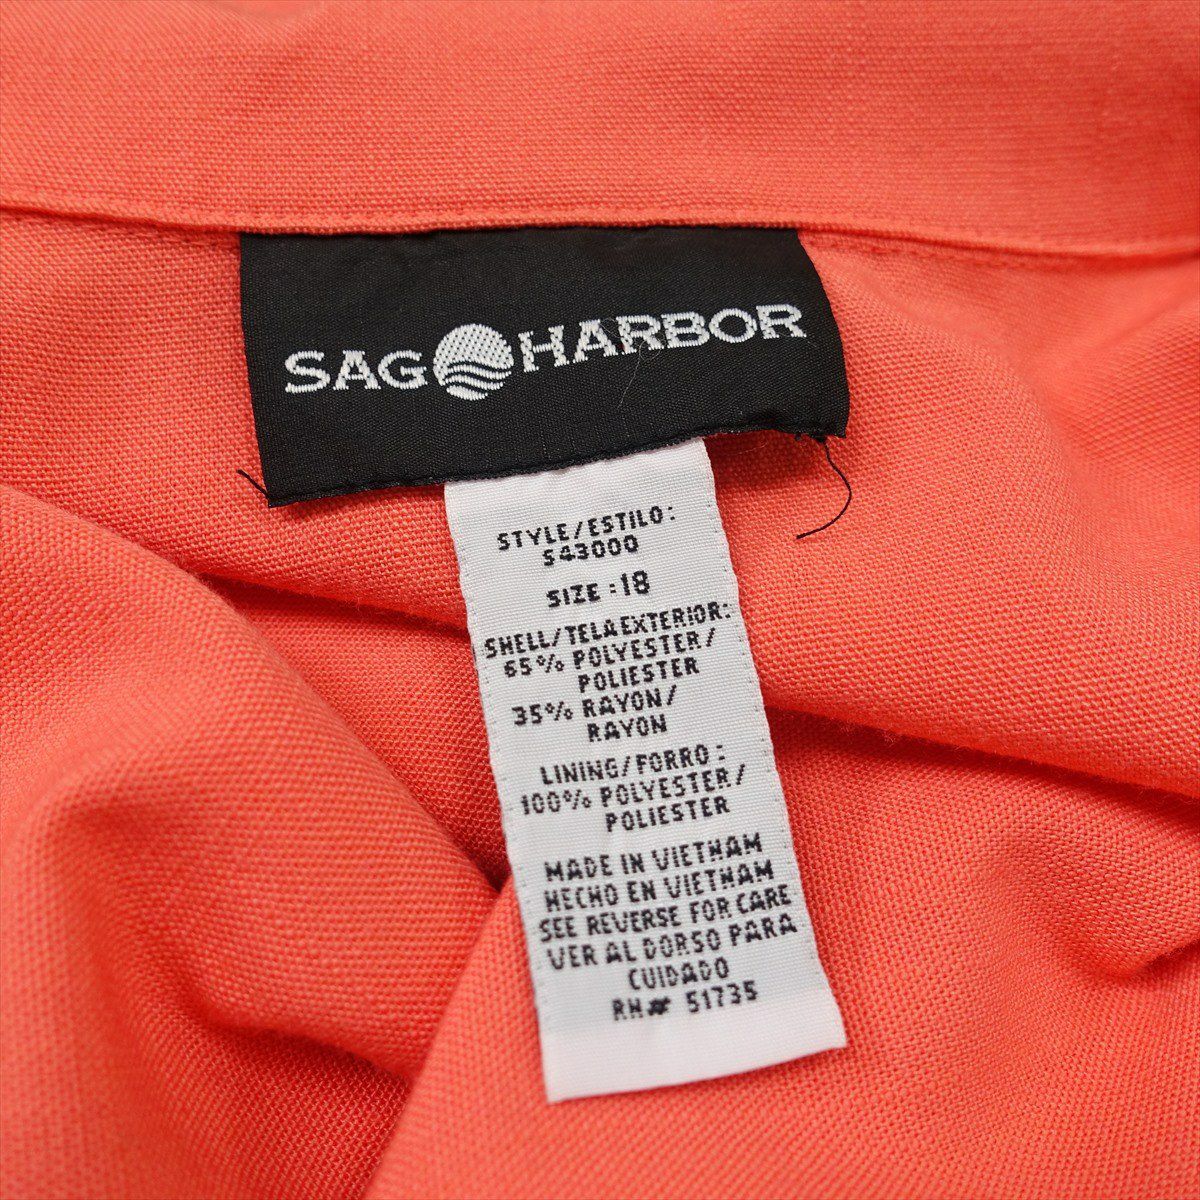 SAG HARBOR
STYLE/ESTILO:
S43000
SIZE:18
SHELL/TELA EXTERIOR:
65% POLYESTER/
POLIESTER
35% RAYON/
RAYON
LINING/FORRO:
100% POLYESTER/
POLIESTER
MADE IN VIETNAM
HECHO EN VIETNAM
SEE REVERSE FOR CARE
VER AL DORSO PARA
CUIDADO
RH# 51735